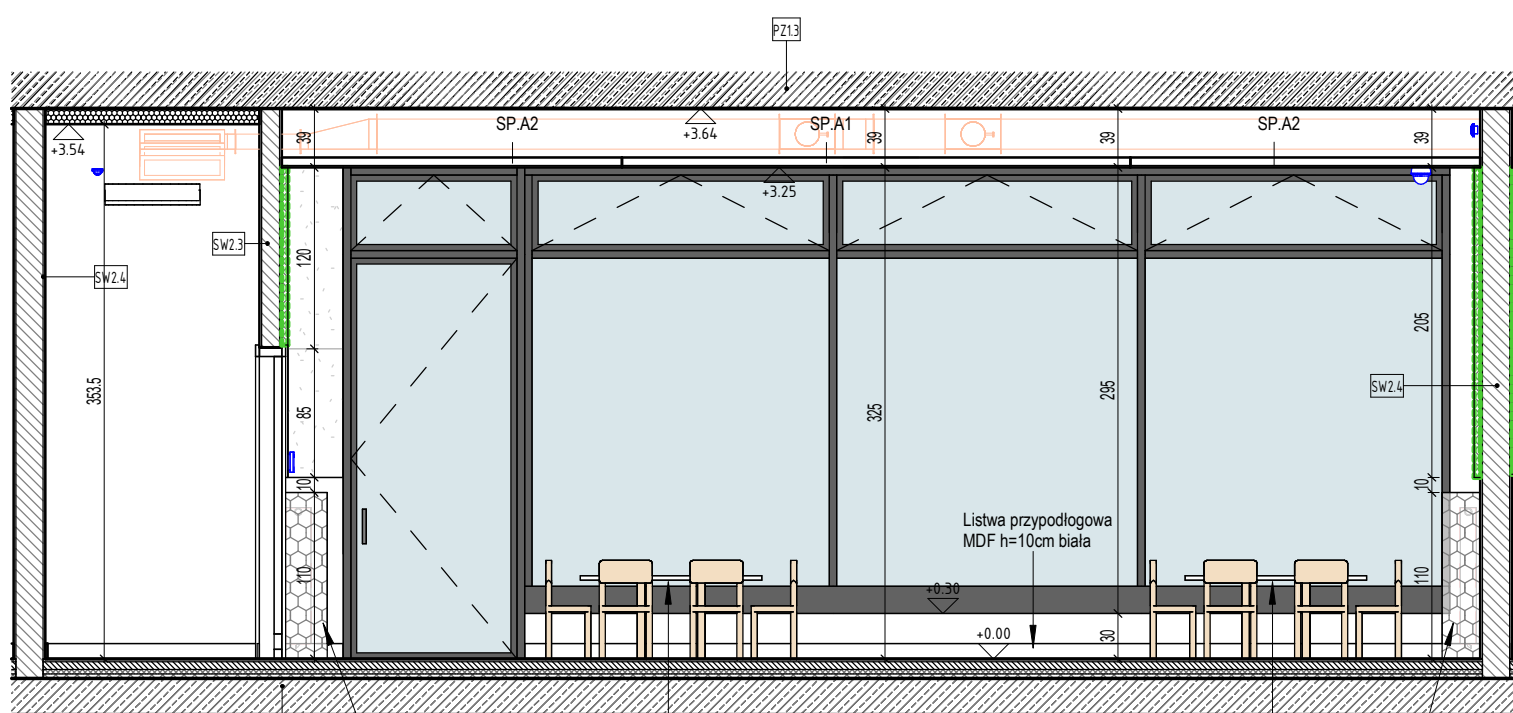 PZ1.3
SP.A2
SP.A1
SP.A2
39
39
39
39
+3.54
+3.64
+3.25
SW2.3
SW2.4
120
205
353.5
85
325
295
SW2.4
10
10
Listwa przypodłogowa
MDF h=10cm biała
110
110
+0.30
+0.00
30